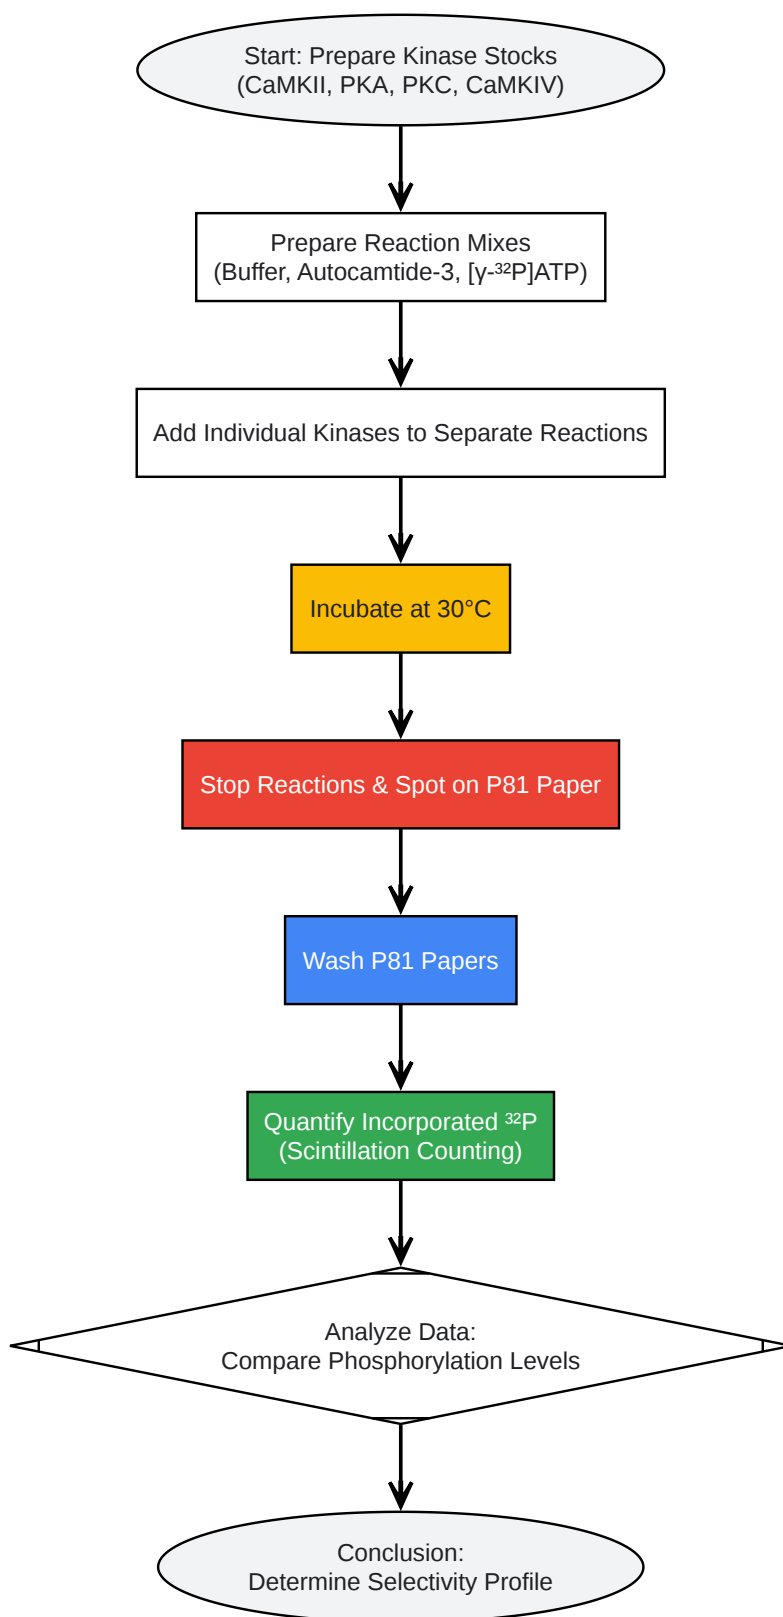 Start: Prepare Kinase Stocks
(CaMKII, PKA, PKC, CaMKIV)
Prepare Reaction Mixes
(Buffer, Autocamtide-3, [γ-³²P]ATP)
Add Individual Kinases to Separate Reactions
Incubate at 30°C
Stop Reactions & Spot on P81 Paper
Wash P81 Papers
Quantify Incorporated ³²P
(Scintillation Counting)
Analyze Data:
Compare Phosphorylation Levels
Conclusion:
Determine Selectivity Profile